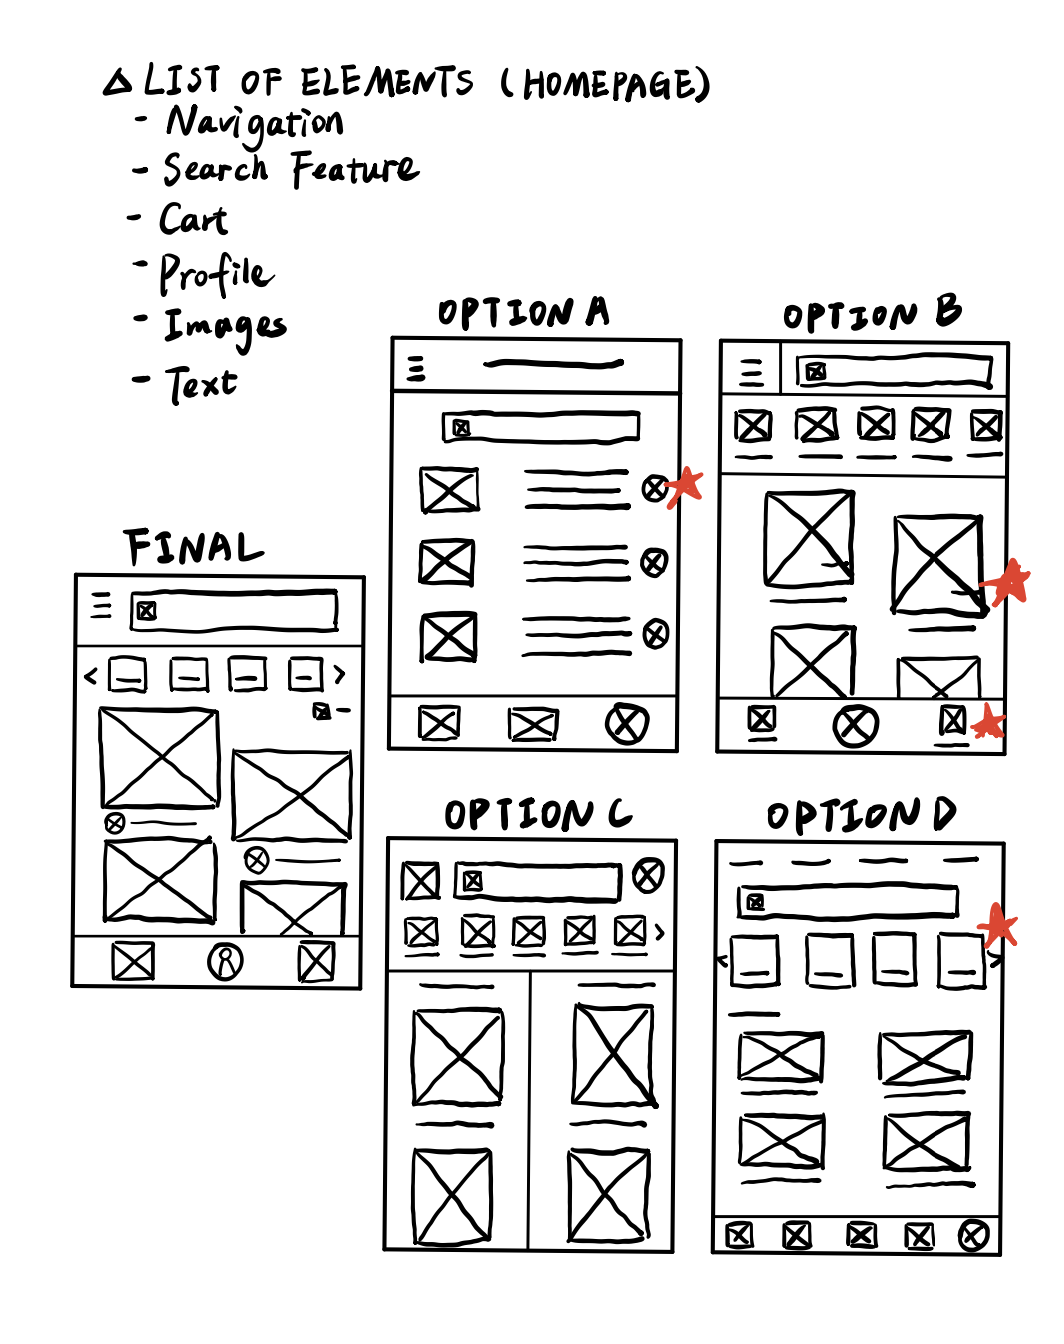 △ LIST OF ELEMENTS (HOMEPAGE)
- Navigation
- Search Feature
- Cart
- Profile
- Images
- Text
OPTION A
OPTION B
FINAL
OPTION C
OPTION D